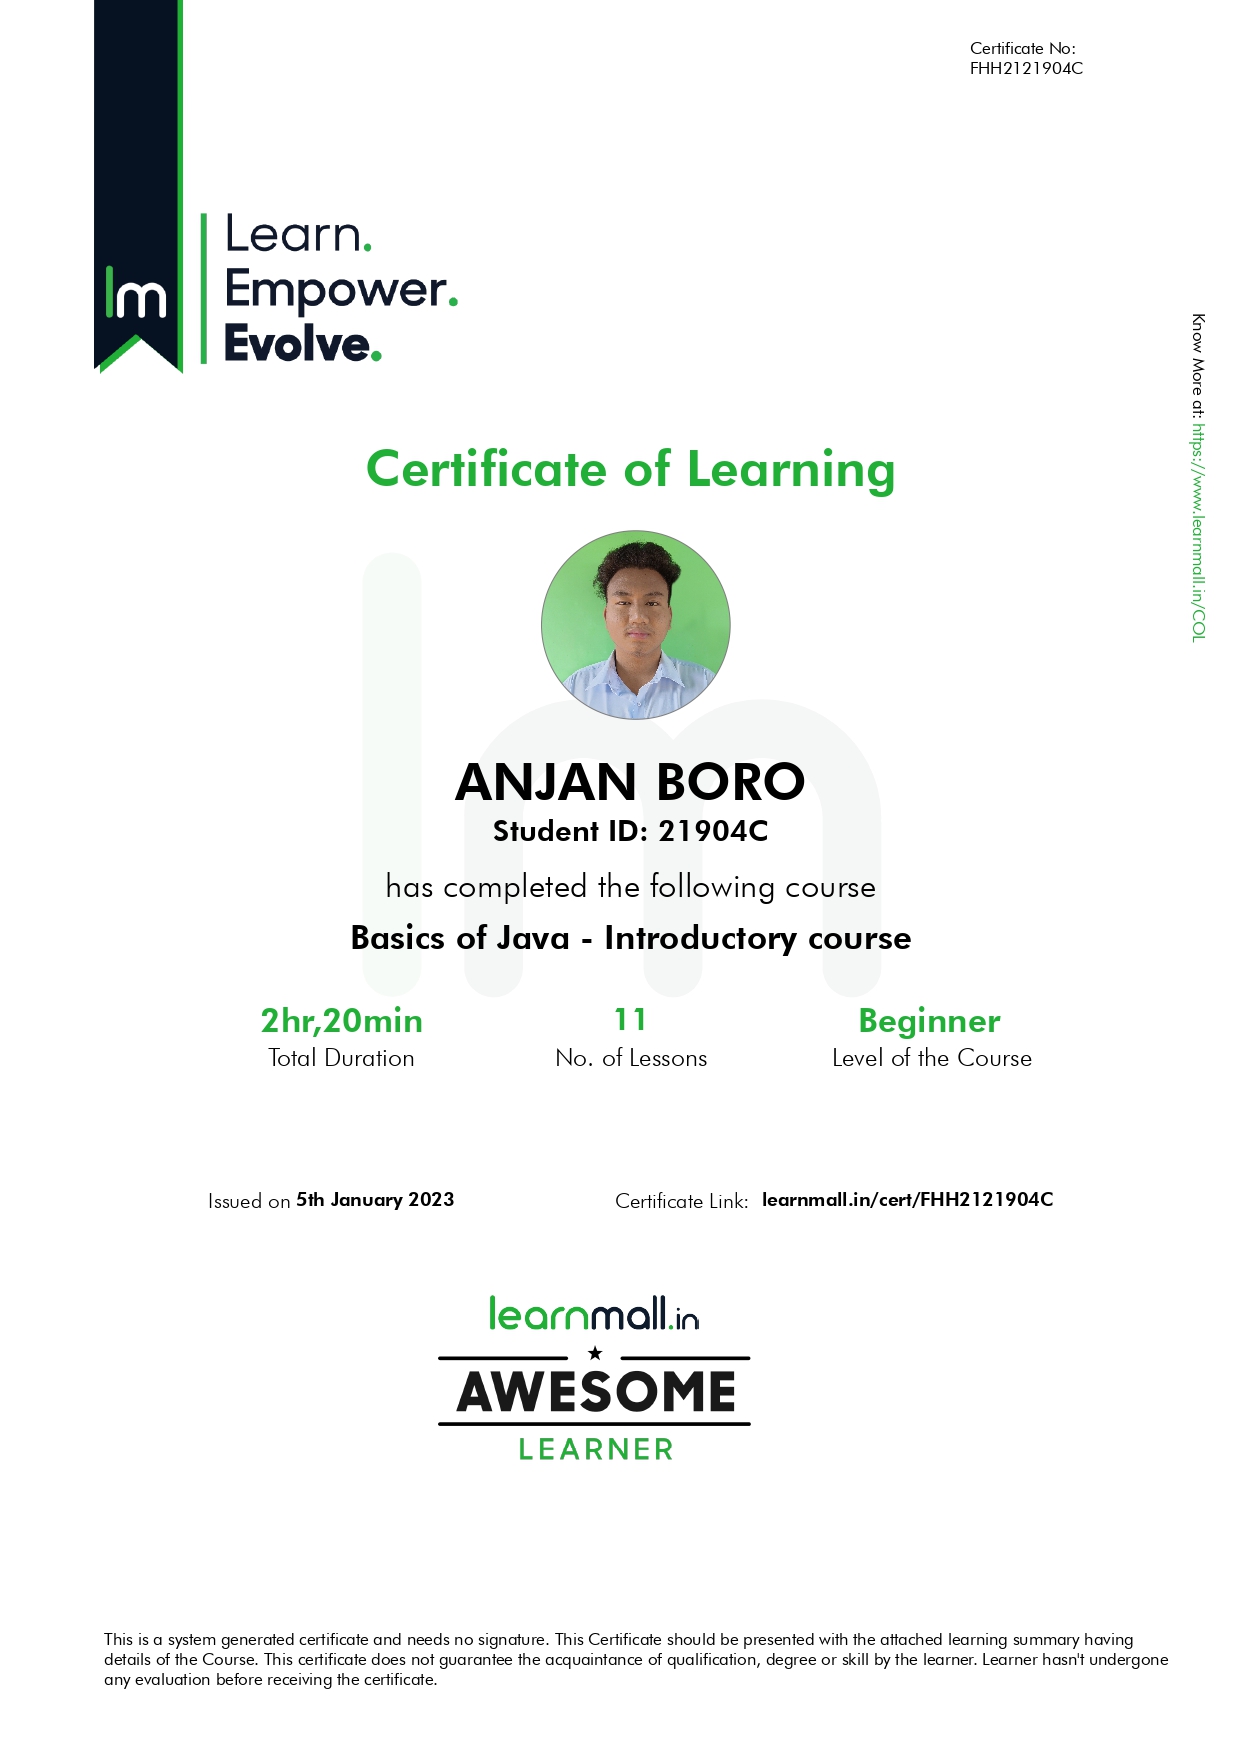 Certificate No:
FHH2121904C
Learn.
Empower.
Evolve.
lm
Know More at: https://www.learnmall.in/COL
Certificate of Learning
ANJAN BORO
Student ID: 21904C
has completed the following course
Basics of Java - Introductory course
2hr,20min 11 Beginner
Total Duration No. of Lessons Level of the Course
Issued on 5th January 2023 Certificate Link: learnmall.in/cert/FHH2121904C
learnmall.in
AWESOME
LEARNER
This is a system generated certificate and needs no signature. This Certificate should be presented with the attached learning summary having
details of the Course. This certificate does not guarantee the acquaintance of qualification, degree or skill by the learner. Learner hasn't undergone
any evaluation before receiving the certificate.